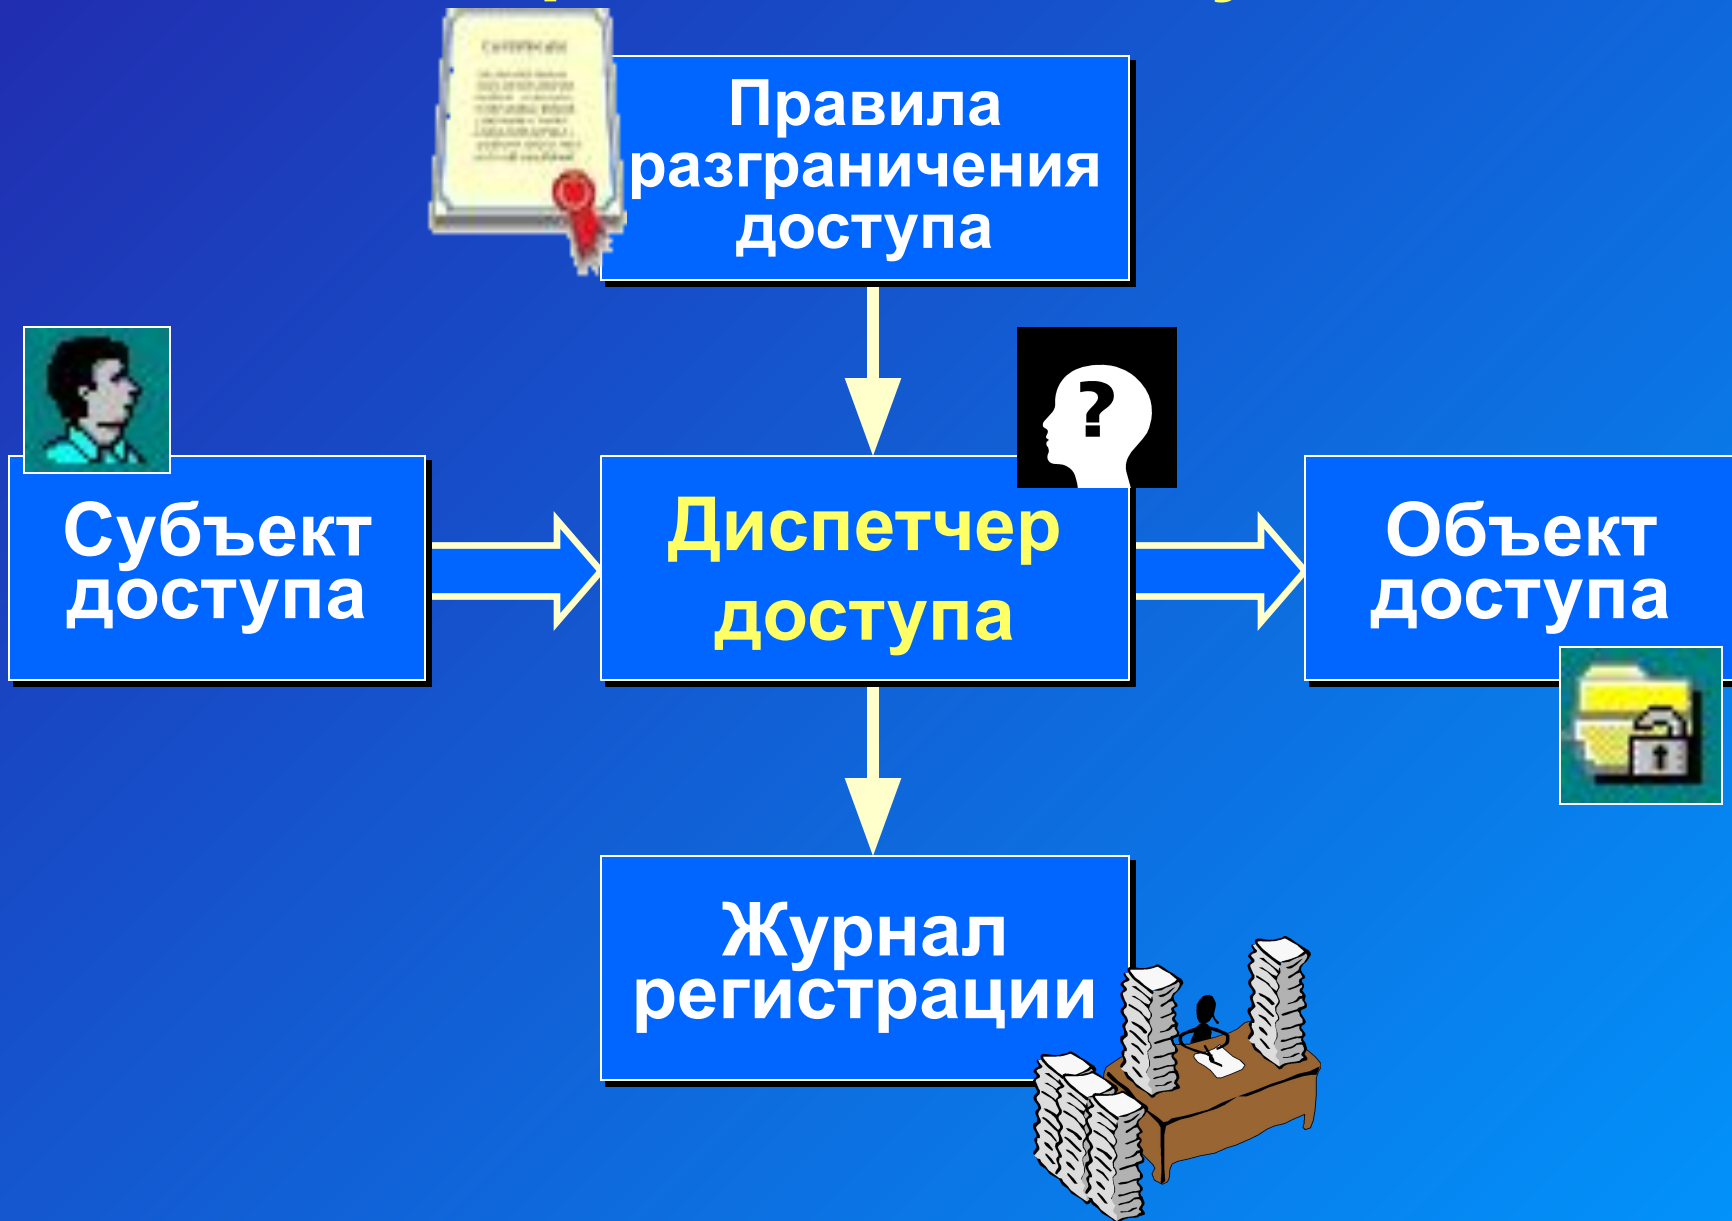 Правила
разграничения
доступа
?
Субъект
доступа
Диспетчер
доступа
Объект
доступа
Журнал
регистрации